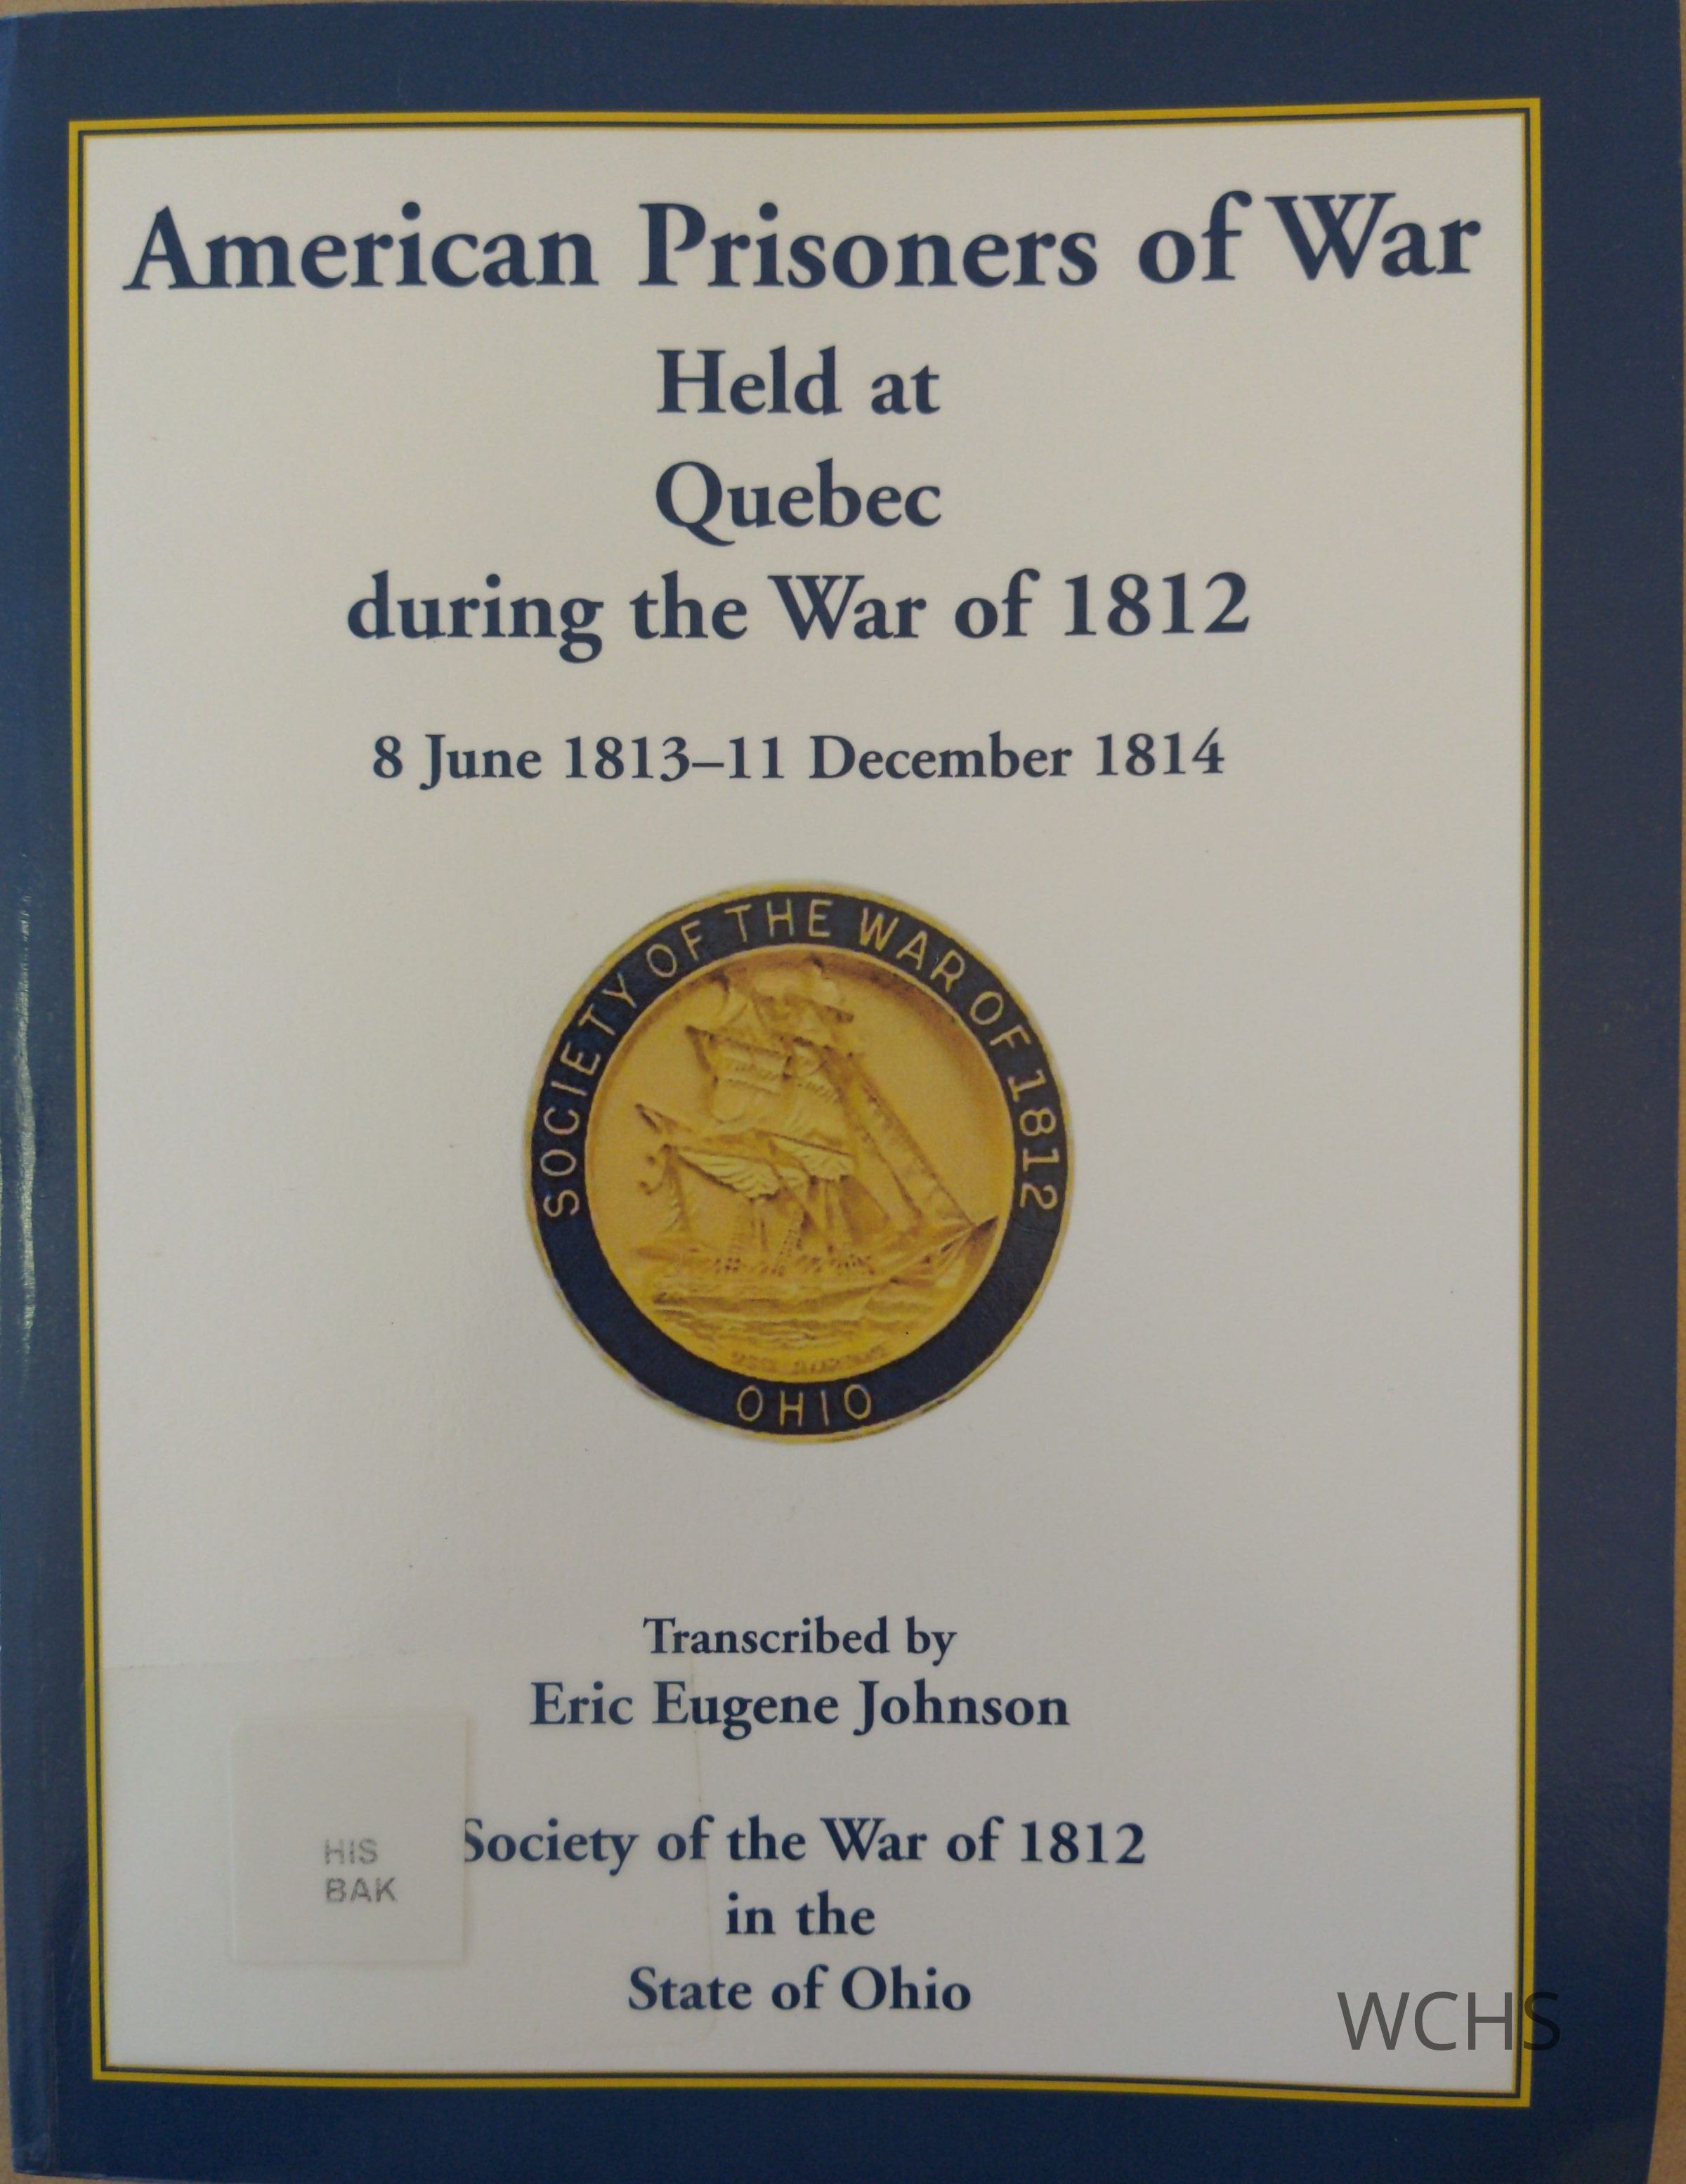 American Prisoners of War
Held at
Quebec
during the War of 1812
8 June 1813–11 December 1814
SOCIETY OF THE WAR OF 1812
OHIO
Transcribed by
Eric Eugene Johnson
HIS
BAK
Society of the War of 1812
in the
State of Ohio
WCHS